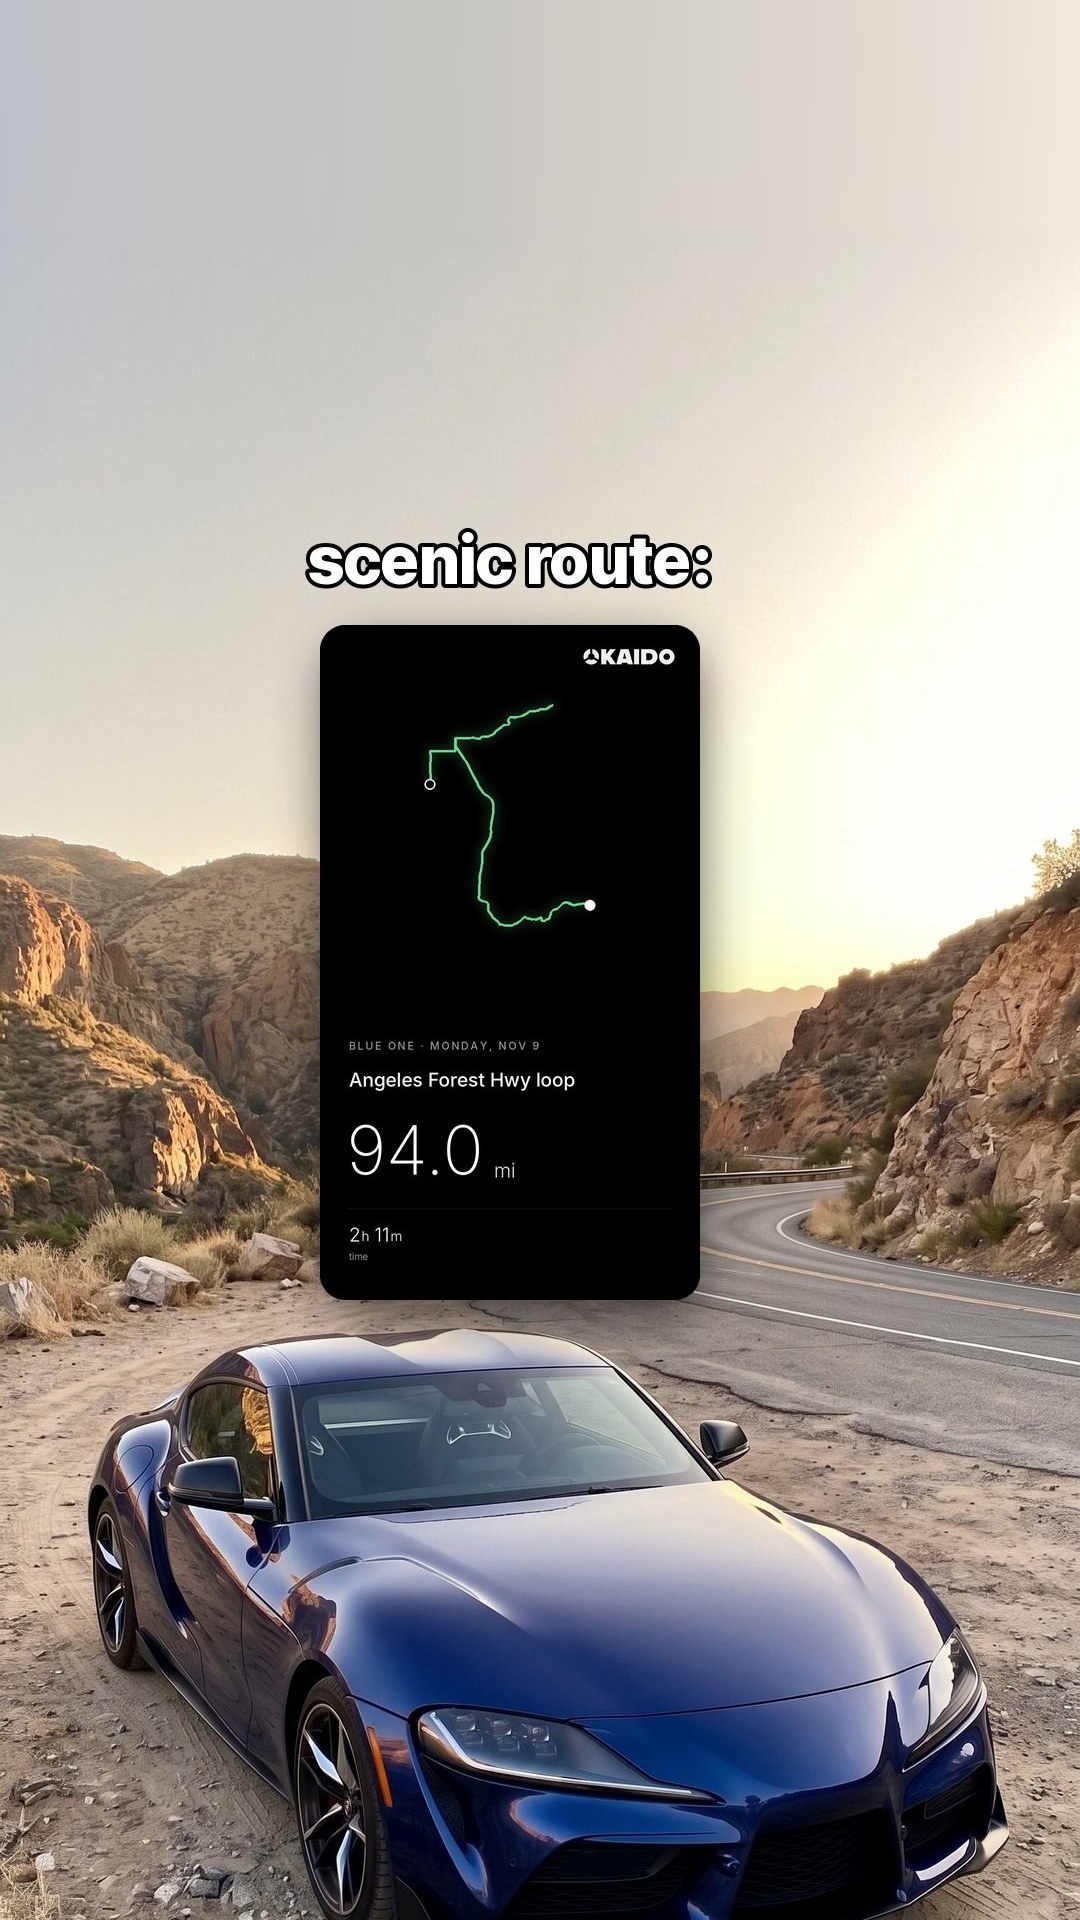 scenic route:
KAIDO
BLUE ONE · MONDAY, NOV 9
Angeles Forest Hwy loop
94.0 mi
2h 11m
time